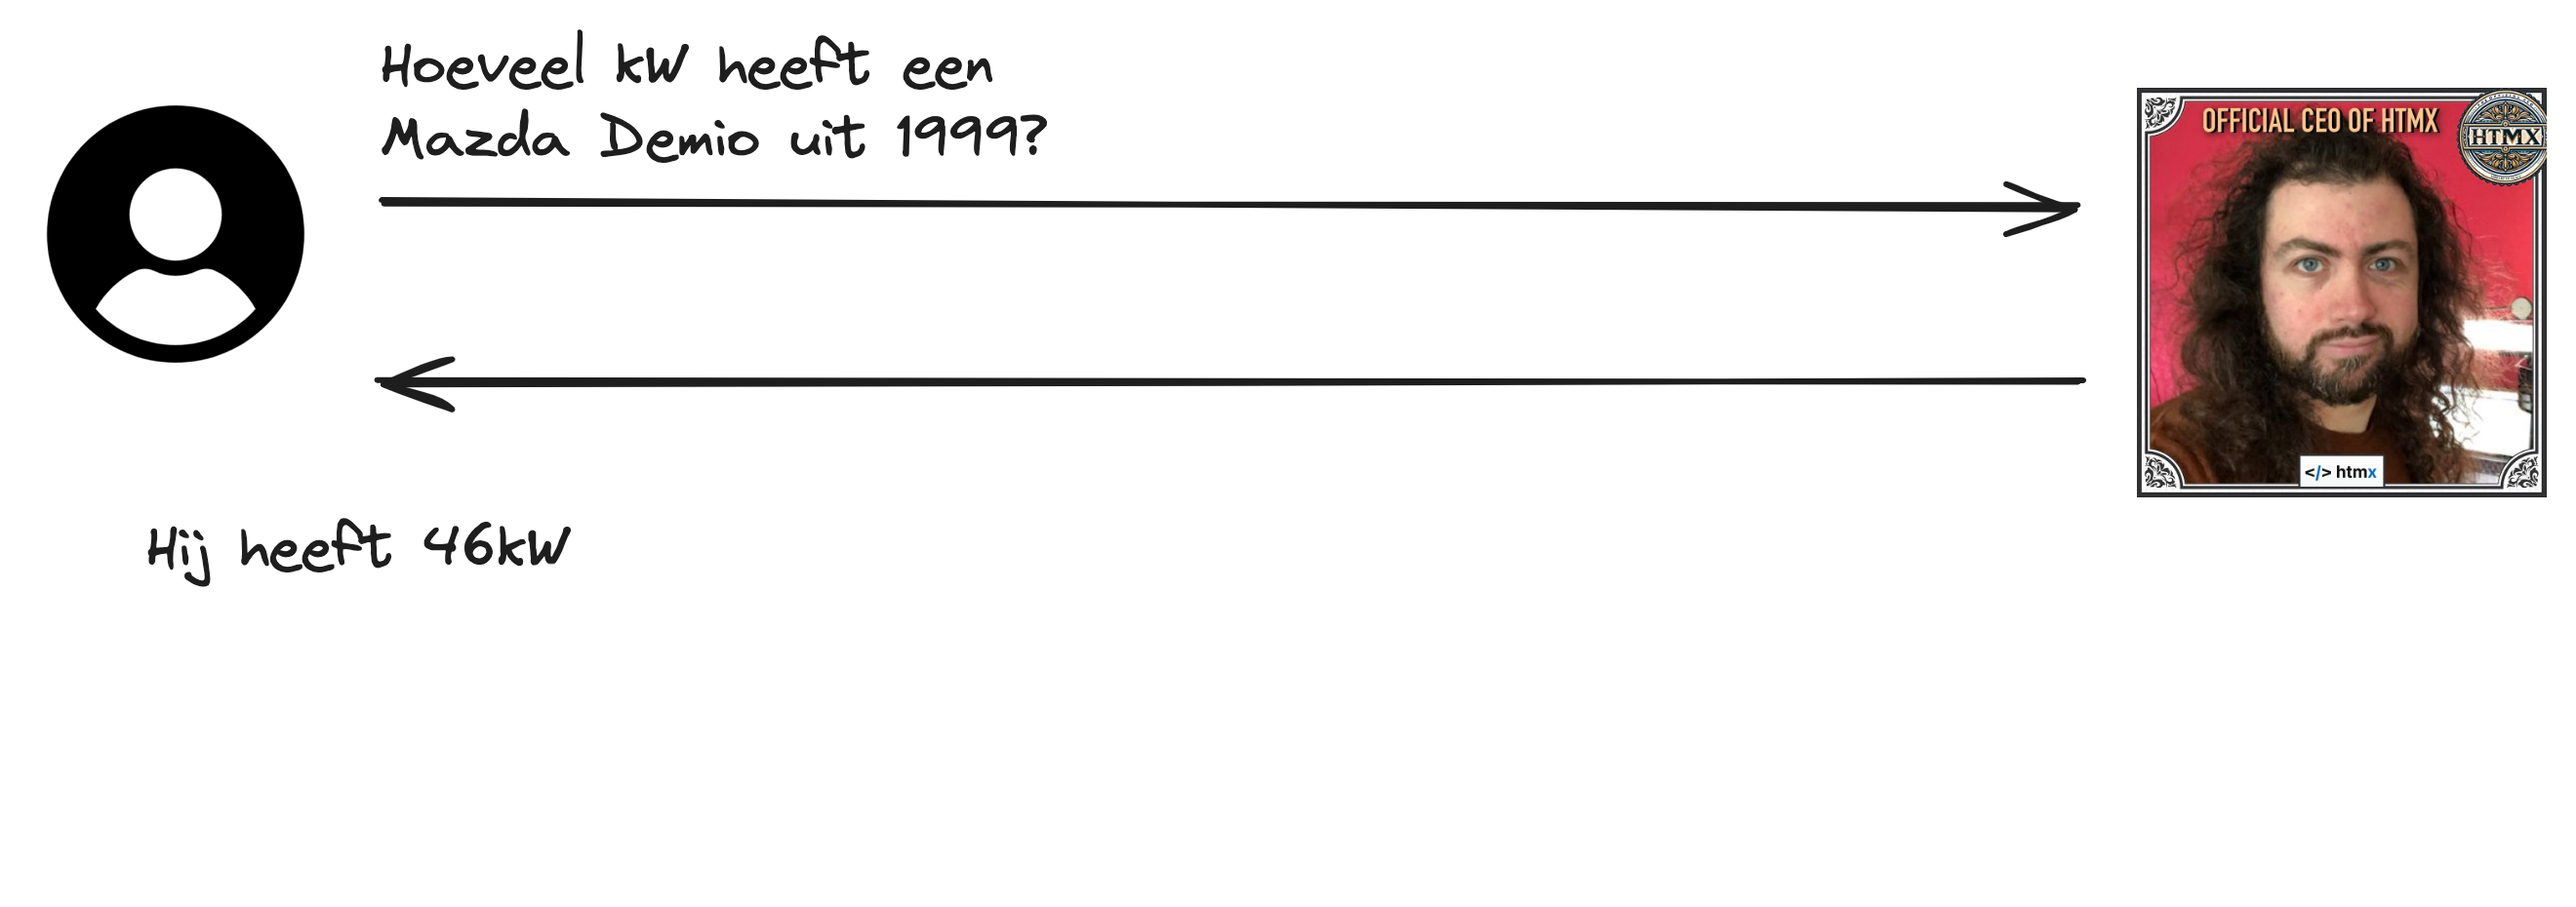 Hoeveel kW heeft een
Mazda Demio uit 1999?
OFFICIAL CEO OF HTMX
HTMX
</> htmx
Hij heeft 46kW